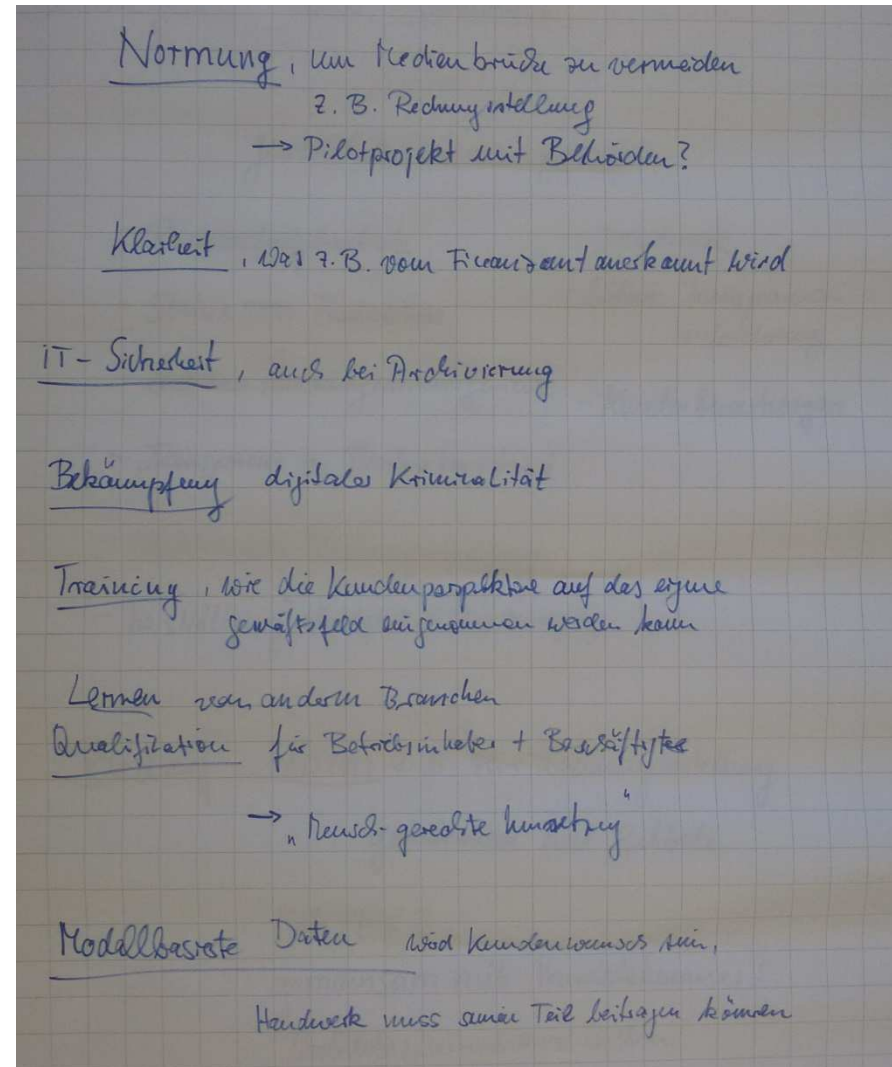 Normung, um Medienbrüche zu vermeiden
z. B. Rechnungstellung
→ Pilotprojekt mit Behörden?
Klarheit, was z. B. vom Finanzamt anerkannt wird
IT-Sicherheit, auch bei Archivierung
Bekämpfung digitaler Kriminalität
Training, wie die Kundenperspektive auf das eigene
Geschäftsfeld eingenommen werden kann
Lernen von anderen Branchen
Qualifikation für Betriebsinhaber + Beschäftigte
→ „Mensch-gerechte Umsetzung“
Modellbasierte Daten wird Kundenwunsch sein,
Handwerk muss seinen Teil beitragen können